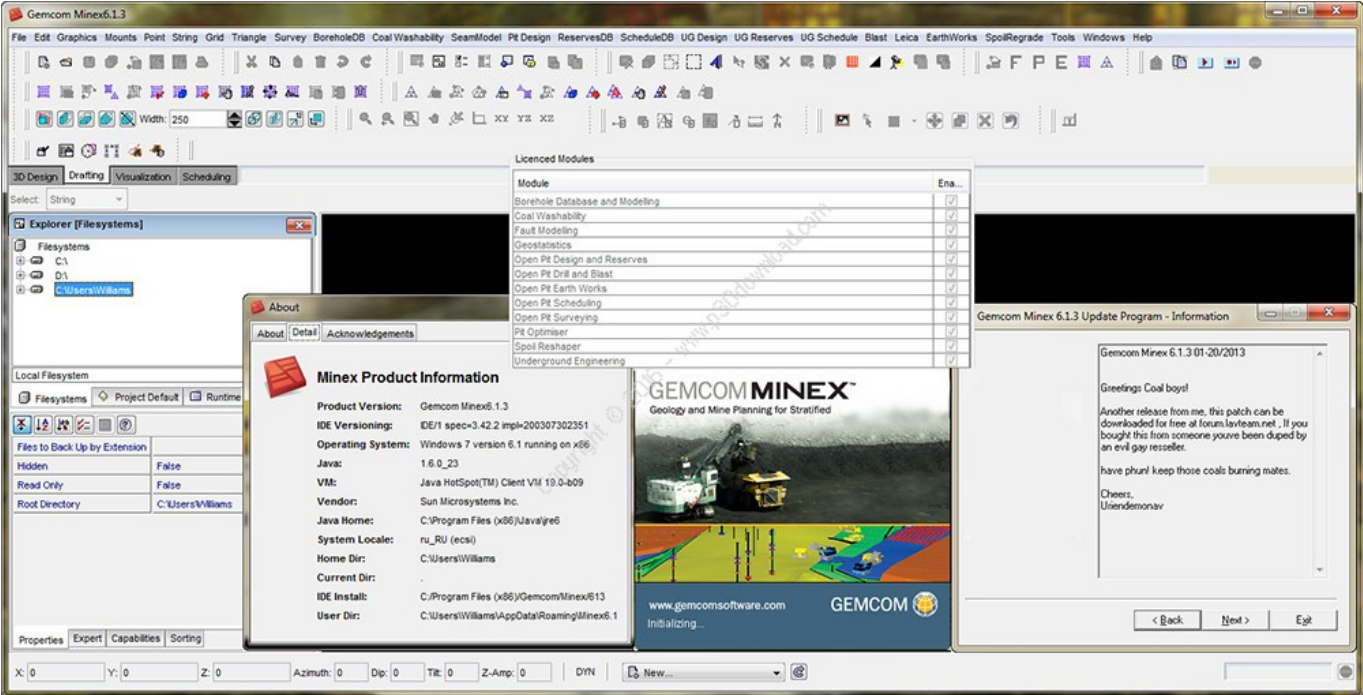 Gemcom Minex6.1.3
File Edit Graphics Mounts Point String Grid Triangle Survey BoreholeDB Coal Washability SeamModel Pit Design ReservesDB ScheduleDB UG Design UG Reserves UG Schedule Blast Leica EarthWorks SpoilRegrade Tools Windows Help
F P E
Width: 250
XY YZ XZ
3D Design Drafting Visualization Scheduling
Select: String
Explorer [Filesystems]
Filesystems
C:\
D:\
C:\Users\Williams
Local Filesystem
Filesystems Project Default Runtime
Files to Back Up by Extension
Hidden False
Read Only False
Root Directory C:\Users\Williams
Properties Expert Capabilities Sorting
Licenced Modules
Module Ena...
Borehole Database and Modelling
Coal Washability
Fault Modelling
Geostatistics
Open Pit Design and Reserves
Open Pit Drill and Blast
Open Pit Earth Works
Open Pit Scheduling
Open Pit Surveying
Pit Optimiser
Spoil Reshaper
Underground Engineering
About
About Detail Acknowledgements
Minex Product Information
Product Version: Gemcom Minex6.1.3
IDE Versioning: IDE/1 spec=3.42.2 impl=200307302351
Operating System: Windows 7 version 6.1 running on x86
Java: 1.6.0_23
VM: Java HotSpot(TM) Client VM 19.0-b09
Vendor: Sun Microsystems Inc.
Java Home: C:\Program Files (x86)\Java\jre6
System Locale: ru_RU (ecsi)
Home Dir: C:\Users\Williams
Current Dir: .
IDE Install: C:/Program Files (x86)/Gemcom/Minex/613
User Dir: C:\Users\Williams\AppData\Roaming\Minex6.1
GEMCOM MINEX™
Geology and Mine Planning for Stratified
www.gemcomsoftware.com GEMCOM
Initializing...
Gemcom Minex 6.1.3 Update Program - Information
Gemcom Minex 6.1.3 01-20/2013
Greetings Coal boys!
Another release from me, this patch can be
downloaded for free at forum.lavteam.net , If you
bought this from someone youve been duped by
an evil gay resseller.
have phun! keep those coals burning mates.
Cheers,
Uriendemonav
< Back Next > Exit
X: 0 Y: 0 Z: 0 Azimuth: 0 Dip: 0 Tilt: 0 Z-Amp: 0 DYN New...
copyright © 2016 - www.p30download.com